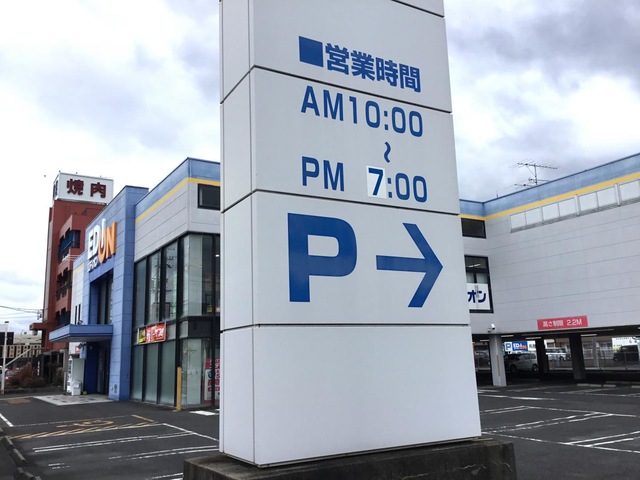 ■営業時間
AM10:00
~
PM 7:00
P→
焼肉
EDION
オン
高さ制限 2.2M
P EDION